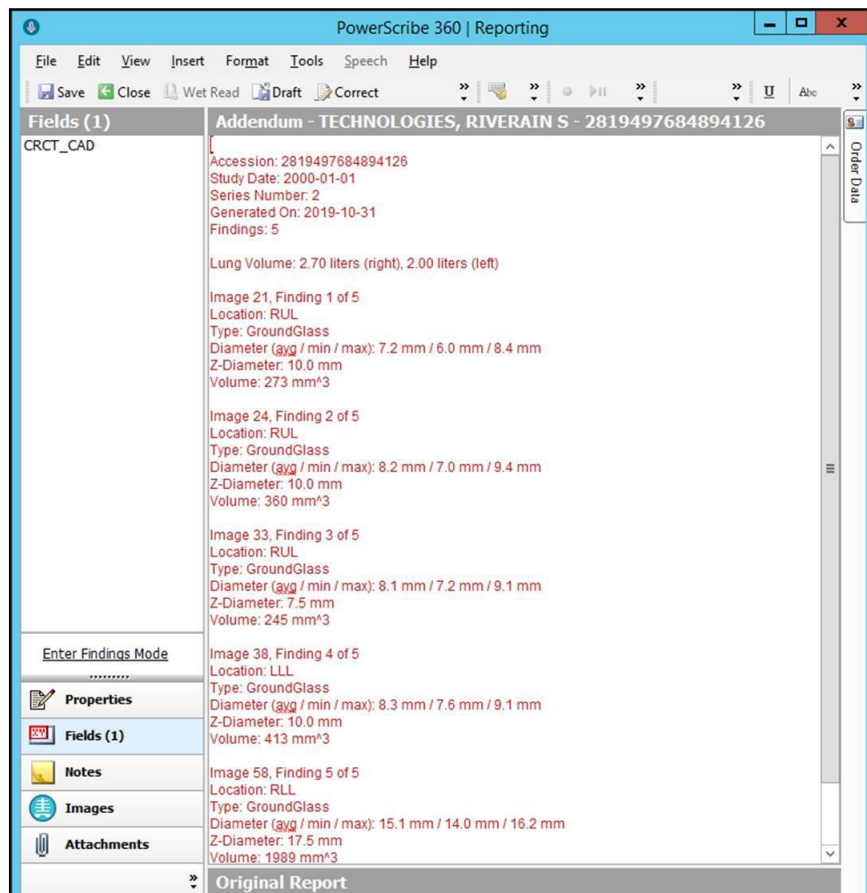 PowerScribe 360 | Reporting
File Edit View Insert Format Tools Speech Help
Save Close Wet Read Draft Correct U Abc
Fields (1)
CRCT_CAD
Addendum - TECHNOLOGIES, RIVERAIN S - 2819497684894126
Order Data
Accession: 2819497684894126
Study Date: 2000-01-01
Series Number: 2
Generated On: 2019-10-31
Findings: 5
Lung Volume: 2.70 liters (right), 2.00 liters (left)
Image 21, Finding 1 of 5
Location: RUL
Type: GroundGlass
Diameter (avg / min / max): 7.2 mm / 6.0 mm / 8.4 mm
Z-Diameter: 10.0 mm
Volume: 273 mm^3
Image 24, Finding 2 of 5
Location: RUL
Type: GroundGlass
Diameter (avg / min / max): 8.2 mm / 7.0 mm / 9.4 mm
Z-Diameter: 10.0 mm
Volume: 360 mm^3
Image 33, Finding 3 of 5
Location: RUL
Type: GroundGlass
Diameter (avg / min / max): 8.1 mm / 7.2 mm / 9.1 mm
Z-Diameter: 7.5 mm
Volume: 245 mm^3
Image 38, Finding 4 of 5
Location: LLL
Type: GroundGlass
Diameter (avg / min / max): 8.3 mm / 7.6 mm / 9.1 mm
Z-Diameter: 10.0 mm
Volume: 413 mm^3
Image 58, Finding 5 of 5
Location: RLL
Type: GroundGlass
Diameter (avg / min / max): 15.1 mm / 14.0 mm / 16.2 mm
Z-Diameter: 17.5 mm
Volume: 1989 mm^3
Enter Findings Mode
Properties
Fields (1)
Notes
Images
Attachments
Original Report